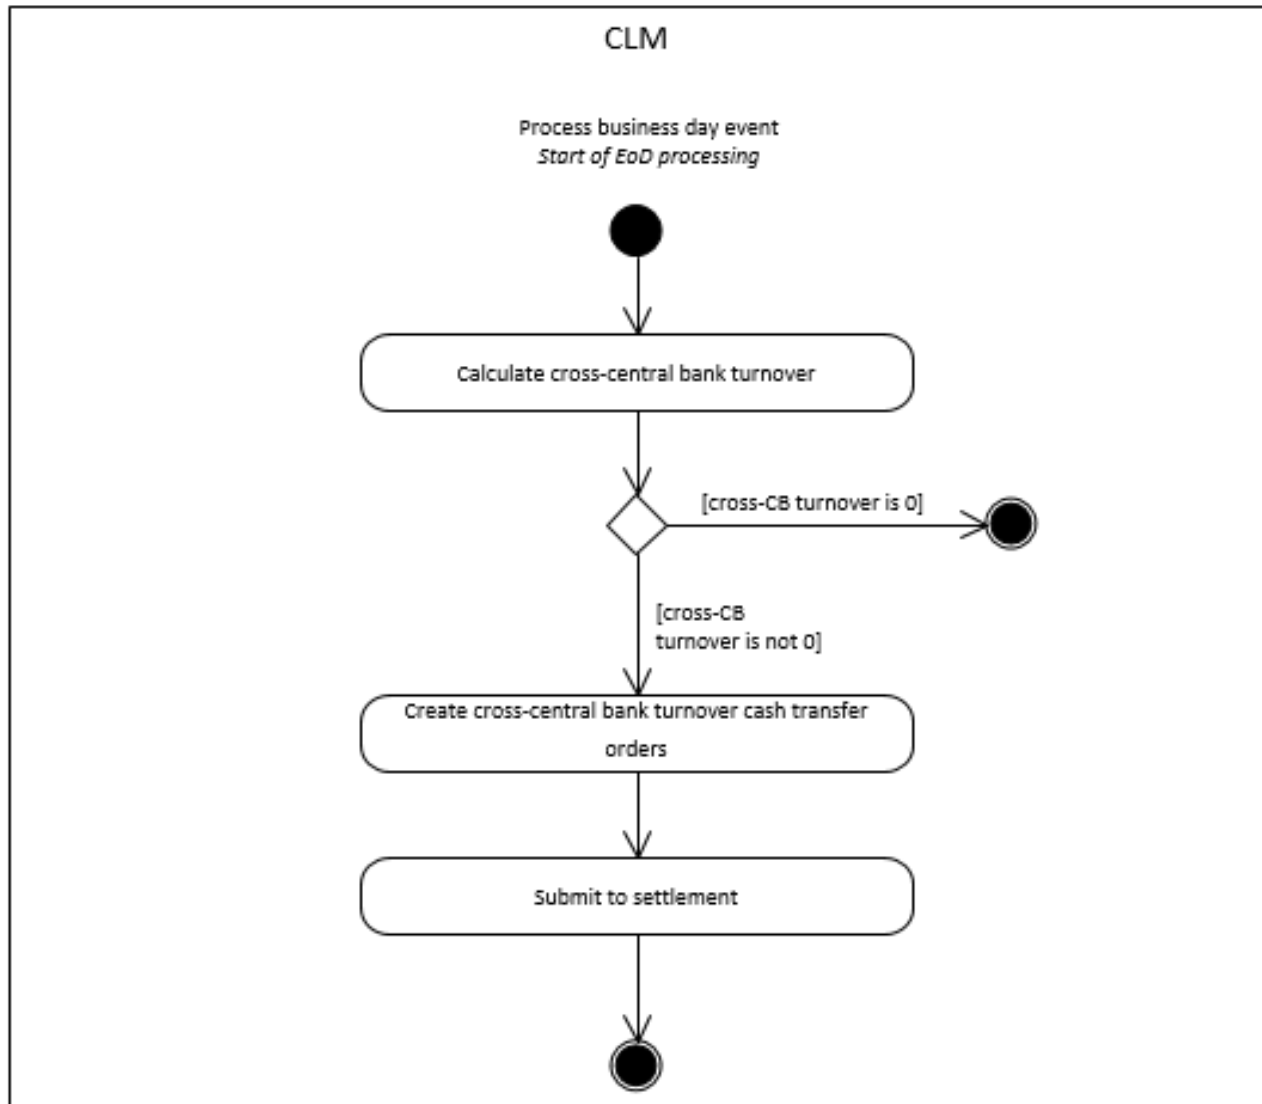 CLM
Process business day event
Start of EoD processing
Calculate cross-central bank turnover
[cross-CB turnover is 0]
[cross-CB
turnover is not 0]
Create cross-central bank turnover cash transfer
orders
Submit to settlement